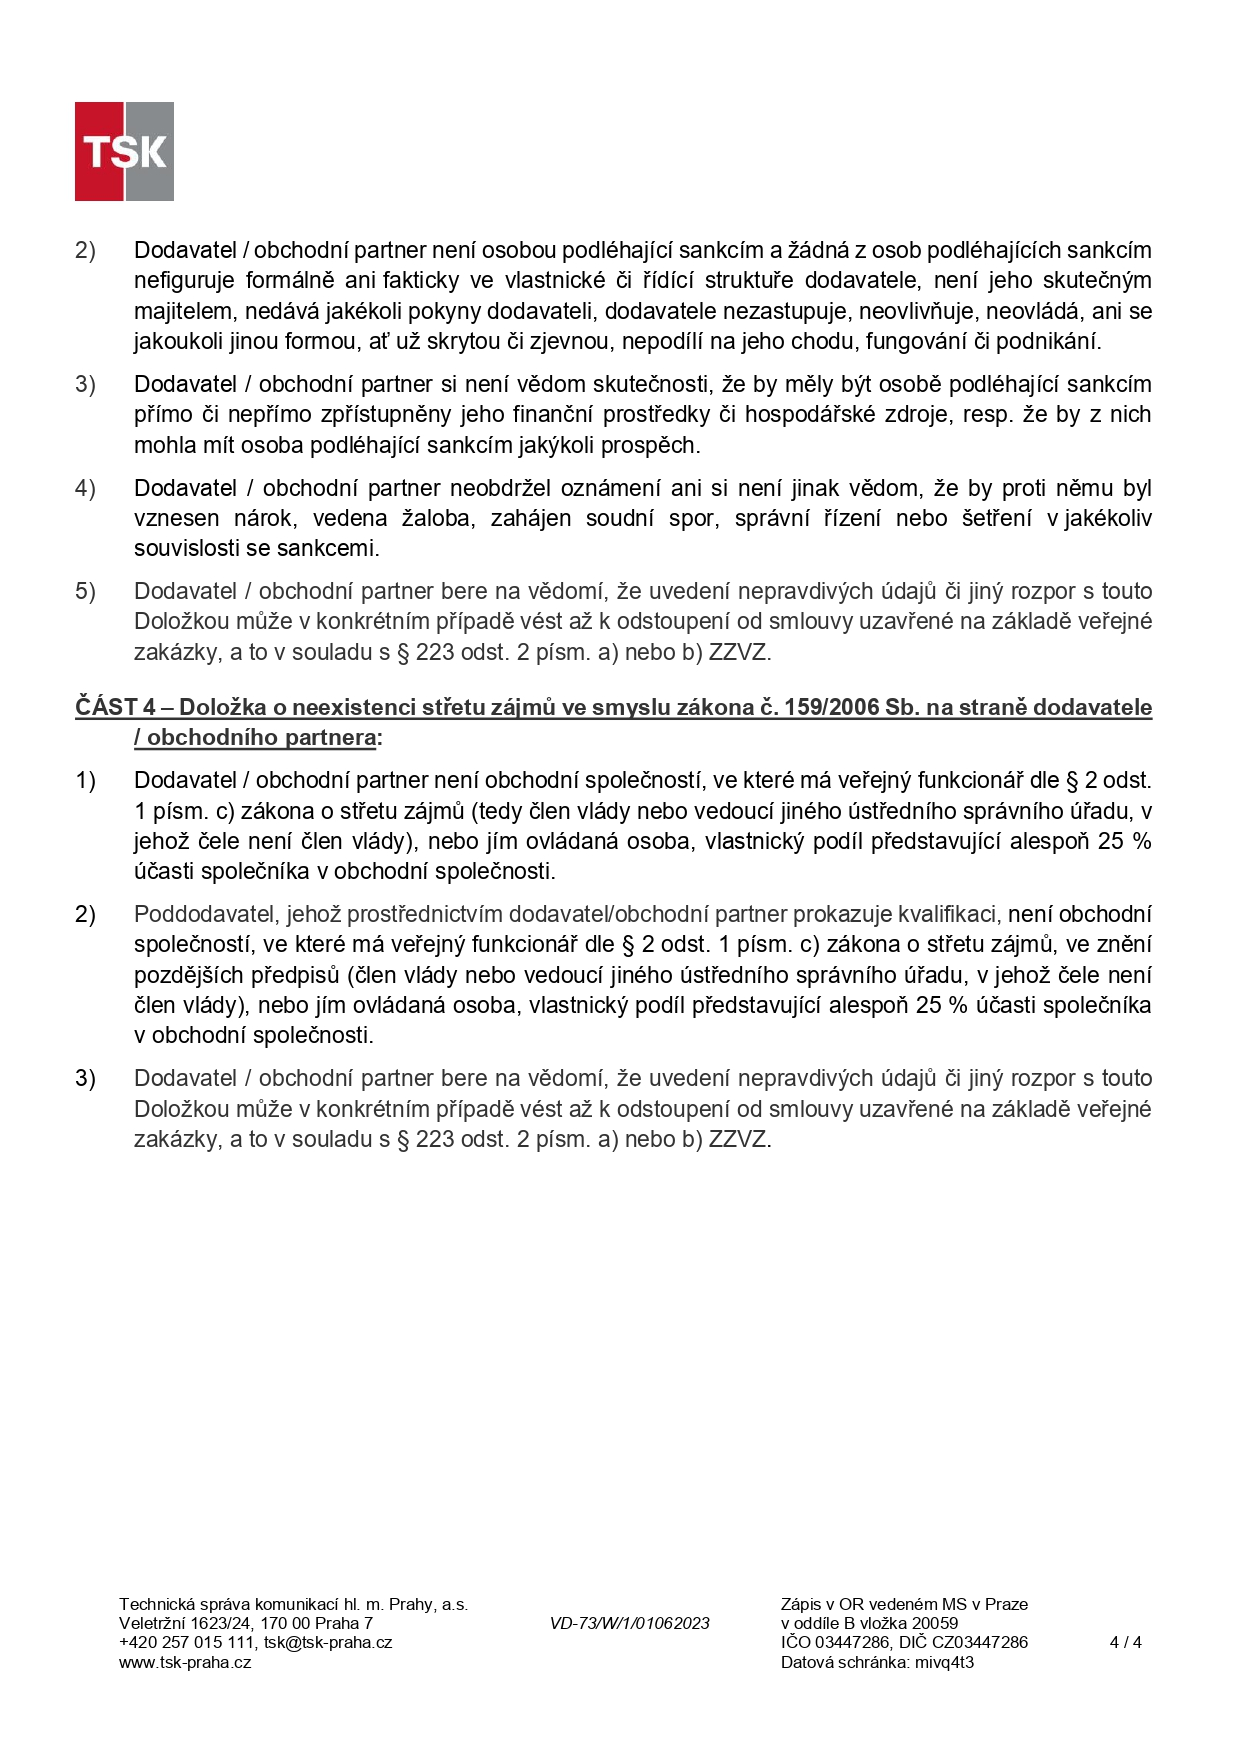 TSK
2) Dodavatel / obchodní partner není osobou podléhající sankcím a žádná z osob podléhajících sankcím
nefiguruje formálně ani fakticky ve vlastnické či řídící struktuře dodavatele, není jeho skutečným
majitelem, nedává jakékoli pokyny dodavateli, dodavatele nezastupuje, neovlivňuje, neovládá, ani se
jakoukoli jinou formou, ať už skrytou či zjevnou, nepodílí na jeho chodu, fungování či podnikání.
3) Dodavatel / obchodní partner si není vědom skutečnosti, že by měly být osobě podléhající sankcím
přímo či nepřímo zpřístupněny jeho finanční prostředky či hospodářské zdroje, resp. že by z nich
mohla mít osoba podléhající sankcím jakýkoli prospěch.
4) Dodavatel / obchodní partner neobdržel oznámení ani si není jinak vědom, že by proti němu byl
vznesen nárok, vedena žaloba, zahájen soudní spor, správní řízení nebo šetření v jakékoliv
souvislosti se sankcemi.
5) Dodavatel / obchodní partner bere na vědomí, že uvedení nepravdivých údajů či jiný rozpor s touto
Doložkou může v konkrétním případě vést až k odstoupení od smlouvy uzavřené na základě veřejné
zakázky, a to v souladu s § 223 odst. 2 písm. a) nebo b) ZZVZ.
ČÁST 4 – Doložka o neexistenci střetu zájmů ve smyslu zákona č. 159/2006 Sb. na straně dodavatele
/ obchodního partnera:
1) Dodavatel / obchodní partner není obchodní společností, ve které má veřejný funkcionář dle § 2 odst.
1 písm. c) zákona o střetu zájmů (tedy člen vlády nebo vedoucí jiného ústředního správního úřadu, v
jehož čele není člen vlády), nebo jím ovládaná osoba, vlastnický podíl představující alespoň 25 %
účasti společníka v obchodní společnosti.
2) Poddodavatel, jehož prostřednictvím dodavatel/obchodní partner prokazuje kvalifikaci, není obchodní
společností, ve které má veřejný funkcionář dle § 2 odst. 1 písm. c) zákona o střetu zájmů, ve znění
pozdějších předpisů (člen vlády nebo vedoucí jiného ústředního správního úřadu, v jehož čele není
člen vlády), nebo jím ovládaná osoba, vlastnický podíl představující alespoň 25 % účasti společníka
v obchodní společnosti.
3) Dodavatel / obchodní partner bere na vědomí, že uvedení nepravdivých údajů či jiný rozpor s touto
Doložkou může v konkrétním případě vést až k odstoupení od smlouvy uzavřené na základě veřejné
zakázky, a to v souladu s § 223 odst. 2 písm. a) nebo b) ZZVZ.
Technická správa komunikací hl. m. Prahy, a.s.
Veletržní 1623/24, 170 00 Praha 7
+420 257 015 111, tsk@tsk-praha.cz
www.tsk-praha.cz
VD-73/W/1/01062023
Zápis v OR vedeném MS v Praze
v oddíle B vložka 20059
IČO 03447286, DIČ CZ03447286
Datová schránka: mivq4t3
4 / 4